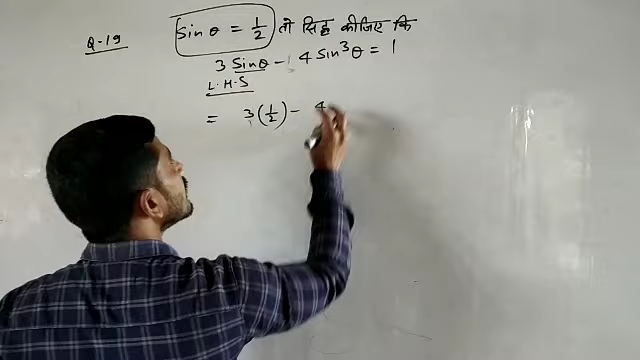 Q-19 Sinθ = 1/2 तो सिद्ध कीजिए कि
3 Sinθ - 4 Sin³θ = 1
L.H.S
= 3(1/2) - 4